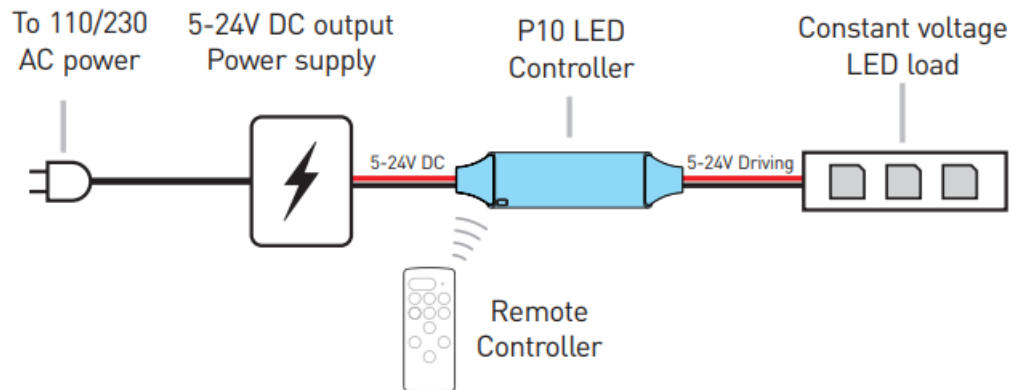 To 110/230
AC power
5-24V DC output
Power supply
P10 LED
Controller
Constant voltage
LED load
5-24V DC
5-24V Driving
Remote
Controller